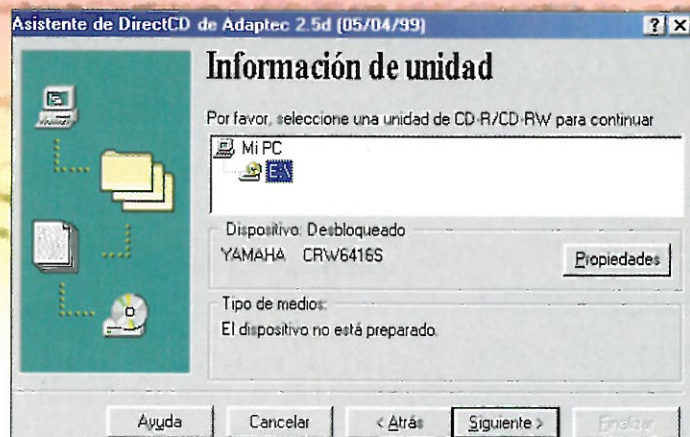 Asistente de DirectCD de Adaptec 2.5d (05/04/99)
Información de unidad
Por favor, seleccione una unidad de CD-R/CD-RW para continuar
Mi PC
E:\
Dispositivo: Desbloqueado
YAMAHA CRW6416S
Propiedades
Tipo de medios:
El dispositivo no está preparado.
Ayuda
Cancelar
< Atrás
Siguiente >
Finalizar